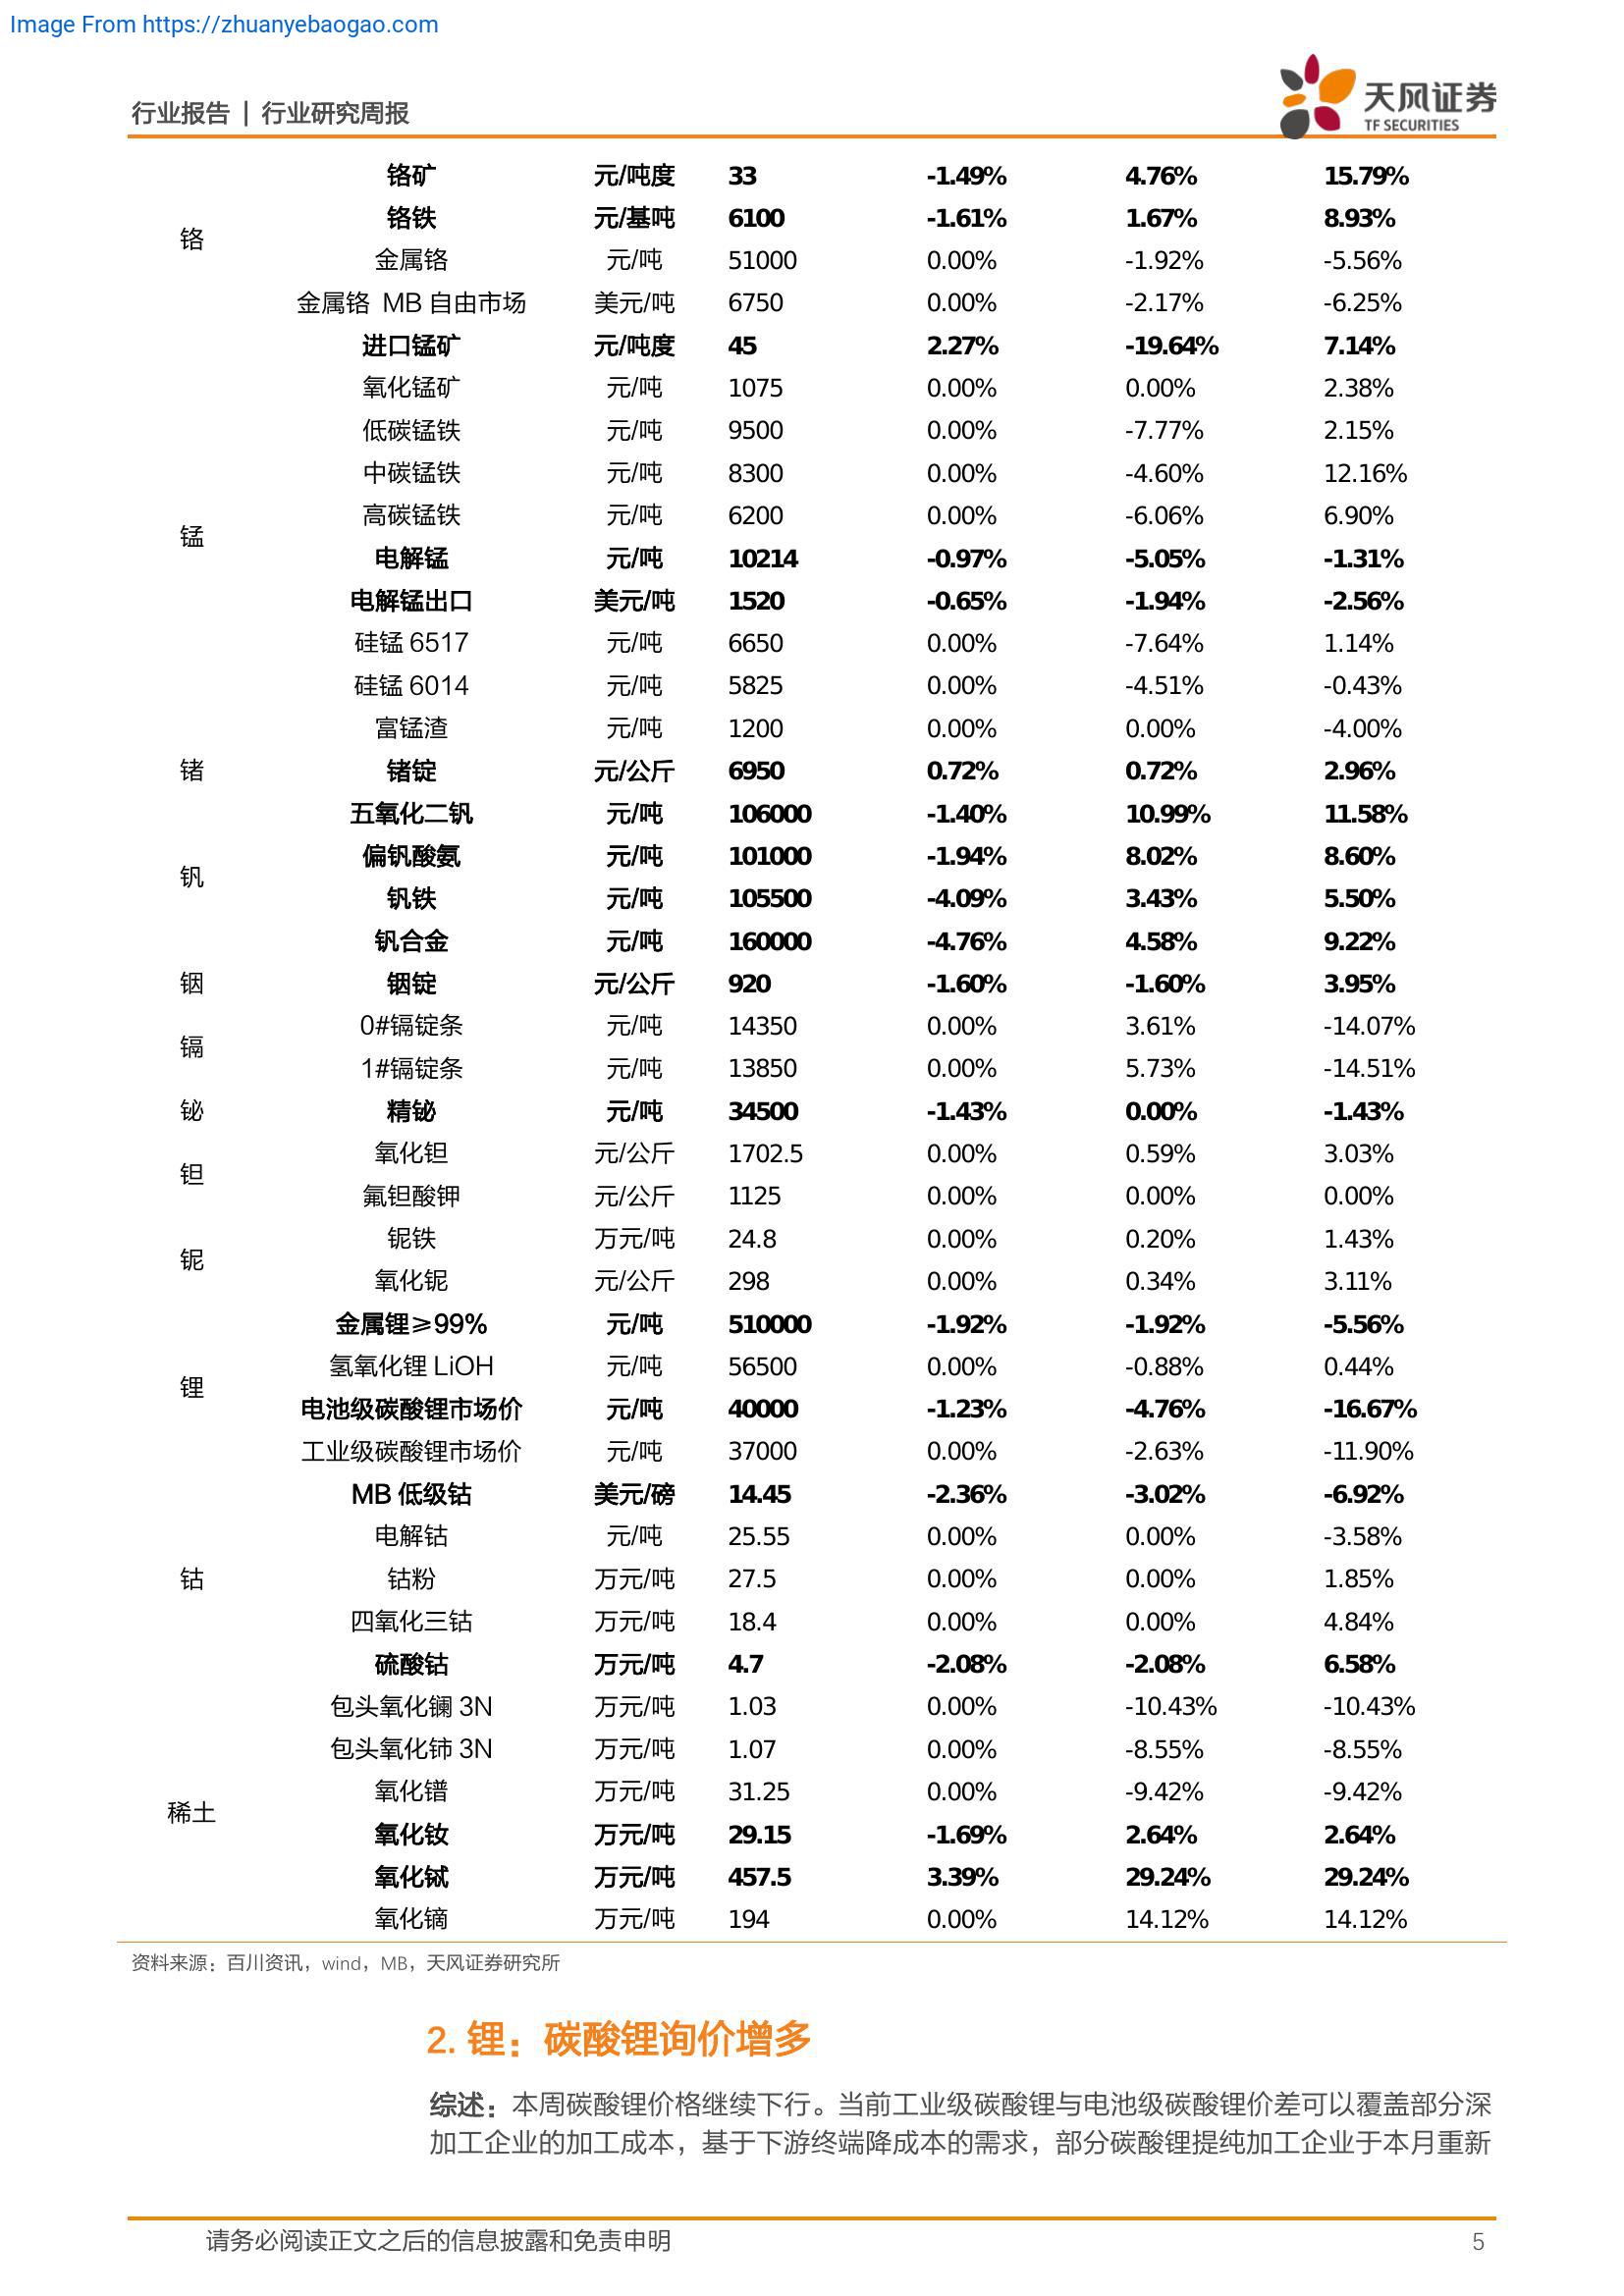 Image From https://zhuanyebaogao.com
行业报告 | 行业研究周报
天风证券
TF SECURITIES
铬
铬矿 元/吨度 33 -1.49% 4.76% 15.79%
铬铁 元/基吨 6100 -1.61% 1.67% 8.93%
金属铬 元/吨 51000 0.00% -1.92% -5.56%
金属铬 MB 自由市场 美元/吨 6750 0.00% -2.17% -6.25%
锰
进口锰矿 元/吨度 45 2.27% -19.64% 7.14%
氧化锰矿 元/吨 1075 0.00% 0.00% 2.38%
低碳锰铁 元/吨 9500 0.00% -7.77% 2.15%
中碳锰铁 元/吨 8300 0.00% -4.60% 12.16%
高碳锰铁 元/吨 6200 0.00% -6.06% 6.90%
电解锰 元/吨 10214 -0.97% -5.05% -1.31%
电解锰出口 美元/吨 1520 -0.65% -1.94% -2.56%
硅锰 6517 元/吨 6650 0.00% -7.64% 1.14%
硅锰 6014 元/吨 5825 0.00% -4.51% -0.43%
富锰渣 元/吨 1200 0.00% 0.00% -4.00%
锗 锗锭 元/公斤 6950 0.72% 0.72% 2.96%
钒
五氧化二钒 元/吨 106000 -1.40% 10.99% 11.58%
偏钒酸氨 元/吨 101000 -1.94% 8.02% 8.60%
钒铁 元/吨 105500 -4.09% 3.43% 5.50%
钒合金 元/吨 160000 -4.76% 4.58% 9.22%
铟 铟锭 元/公斤 920 -1.60% -1.60% 3.95%
镉
0#镉锭条 元/吨 14350 0.00% 3.61% -14.07%
1#镉锭条 元/吨 13850 0.00% 5.73% -14.51%
铋 精铋 元/吨 34500 -1.43% 0.00% -1.43%
钽
氧化钽 元/公斤 1702.5 0.00% 0.59% 3.03%
氟钽酸钾 元/公斤 1125 0.00% 0.00% 0.00%
铌
铌铁 万元/吨 24.8 0.00% 0.20% 1.43%
氧化铌 元/公斤 298 0.00% 0.34% 3.11%
锂
金属锂≥99% 元/吨 510000 -1.92% -1.92% -5.56%
氢氧化锂 LiOH 元/吨 56500 0.00% -0.88% 0.44%
电池级碳酸锂市场价 元/吨 40000 -1.23% -4.76% -16.67%
工业级碳酸锂市场价 元/吨 37000 0.00% -2.63% -11.90%
钴
MB 低级钴 美元/磅 14.45 -2.36% -3.02% -6.92%
电解钴 元/吨 25.55 0.00% 0.00% -3.58%
钴粉 万元/吨 27.5 0.00% 0.00% 1.85%
四氧化三钴 万元/吨 18.4 0.00% 0.00% 4.84%
硫酸钴 万元/吨 4.7 -2.08% -2.08% 6.58%
稀土
包头氧化镧 3N 万元/吨 1.03 0.00% -10.43% -10.43%
包头氧化铈 3N 万元/吨 1.07 0.00% -8.55% -8.55%
氧化镨 万元/吨 31.25 0.00% -9.42% -9.42%
氧化钕 万元/吨 29.15 -1.69% 2.64% 2.64%
氧化铽 万元/吨 457.5 3.39% 29.24% 29.24%
氧化镝 万元/吨 194 0.00% 14.12% 14.12%
资料来源：百川资讯，wind，MB，天风证券研究所
2. 锂：碳酸锂询价增多
综述：本周碳酸锂价格继续下行。当前工业级碳酸锂与电池级碳酸锂价差可以覆盖部分深
加工企业的加工成本，基于下游终端降成本的需求，部分碳酸锂提纯加工企业于本月重新
请务必阅读正文之后的信息披露和免责申明 5